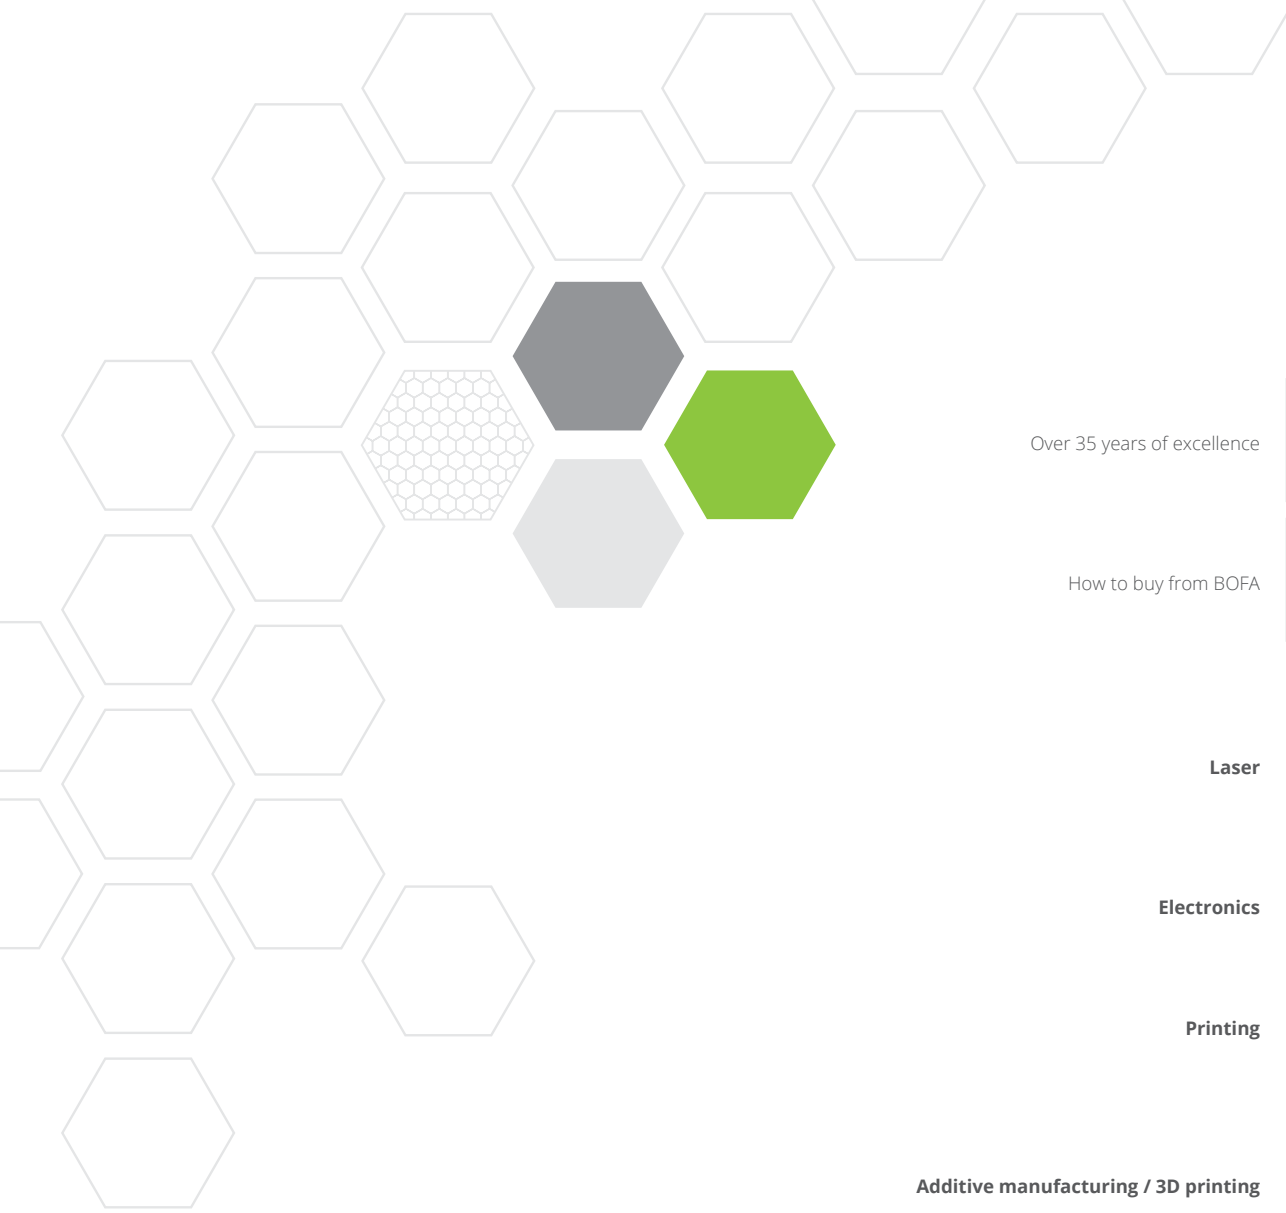 Over 35 years of excellence
How to buy from BOFA
Laser
Electronics
Printing
Additive manufacturing / 3D printing